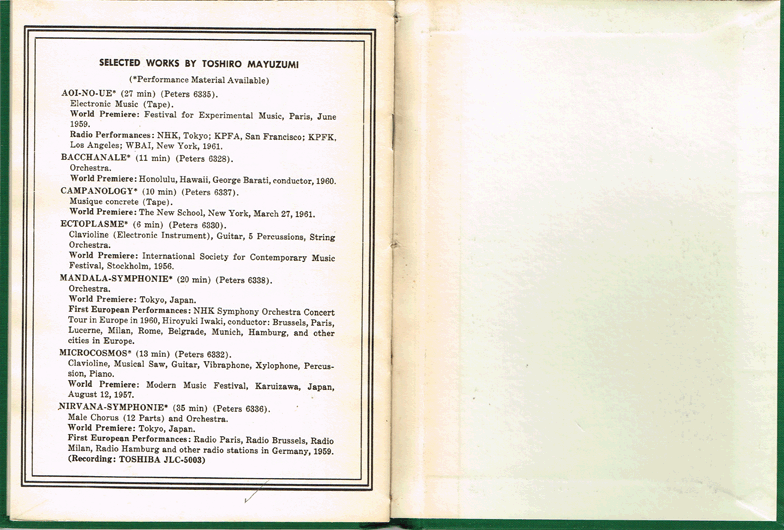 SELECTED WORKS BY TOSHIRO MAYUZUMI
(*Performance Material Available)
AOI-NO-UE* (27 min) (Peters 6335).
Electronic Music (Tape).
World Premiere: Festival for Experimental Music, Paris, June
1959.
Radio Performances: NHK, Tokyo; KPFA, San Francisco; KPFK,
Los Angeles; WBAI, New York, 1961.
BACCHANALE* (11 min) (Peters 6328).
Orchestra.
World Premiere: Honolulu, Hawaii, George Barati, conductor, 1960.
CAMPANOLOGY* (10 min) (Peters 6337).
Musique concrete (Tape).
World Premiere: The New School, New York, March 27, 1961.
ECTOPLASME* (6 min) (Peters 6330).
Clavioline (Electronic Instrument), Guitar, 5 Percussions, String
Orchestra.
World Premiere: International Society for Contemporary Music
Festival, Stockholm, 1956.
MANDALA-SYMPHONIE* (20 min) (Peters 6338).
Orchestra.
World Premiere: Tokyo, Japan.
First European Performances: NHK Symphony Orchestra Concert
Tour in Europe in 1960, Hiroyuki Iwaki, conductor: Brussels, Paris,
Lucerne, Milan, Rome, Belgrade, Munich, Hamburg, and other
cities in Europe.
MICROCOSMOS* (13 min) (Peters 6332).
Clavioline, Musical Saw, Guitar, Vibraphone, Xylophone, Percus-
sion, Piano.
World Premiere: Modern Music Festival, Karuizawa, Japan,
August 12, 1957.
NIRVANA-SYMPHONIE* (35 min) (Peters 6336).
Male Chorus (12 Parts) and Orchestra.
World Premiere: Tokyo, Japan.
First European Performances: Radio Paris, Radio Brussels, Radio
Milan, Radio Hamburg and other radio stations in Germany, 1959.
(Recording: TOSHIBA JLC-5003)